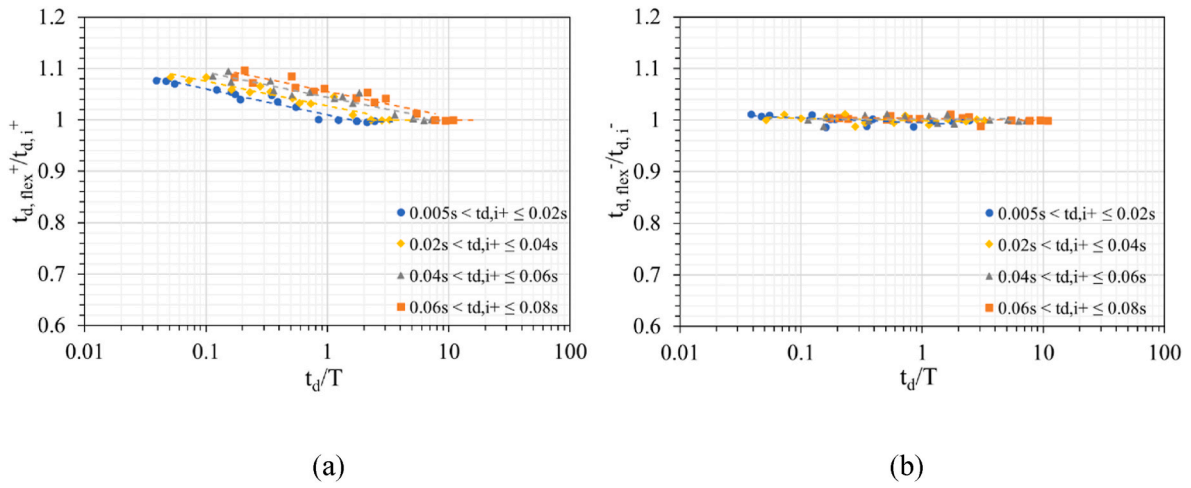 1.2
1.1
1
0.9
0.8
0.7
0.6
t_d, flex^+/t_d, i^+
0.005s < td,i+ ≤ 0.02s
0.02s < td,i+ ≤ 0.04s
0.04s < td,i+ ≤ 0.06s
0.06s < td,i+ ≤ 0.08s
0.01 0.1 1 10 100
t_d/T
(a)
1.2
1.1
1
0.9
0.8
0.7
0.6
t_d, flex^-/t_d, i^-
0.005s < td,i+ ≤ 0.02s
0.02s < td,i+ ≤ 0.04s
0.04s < td,i+ ≤ 0.06s
0.06s < td,i+ ≤ 0.08s
0.01 0.1 1 10 100
t_d/T
(b)